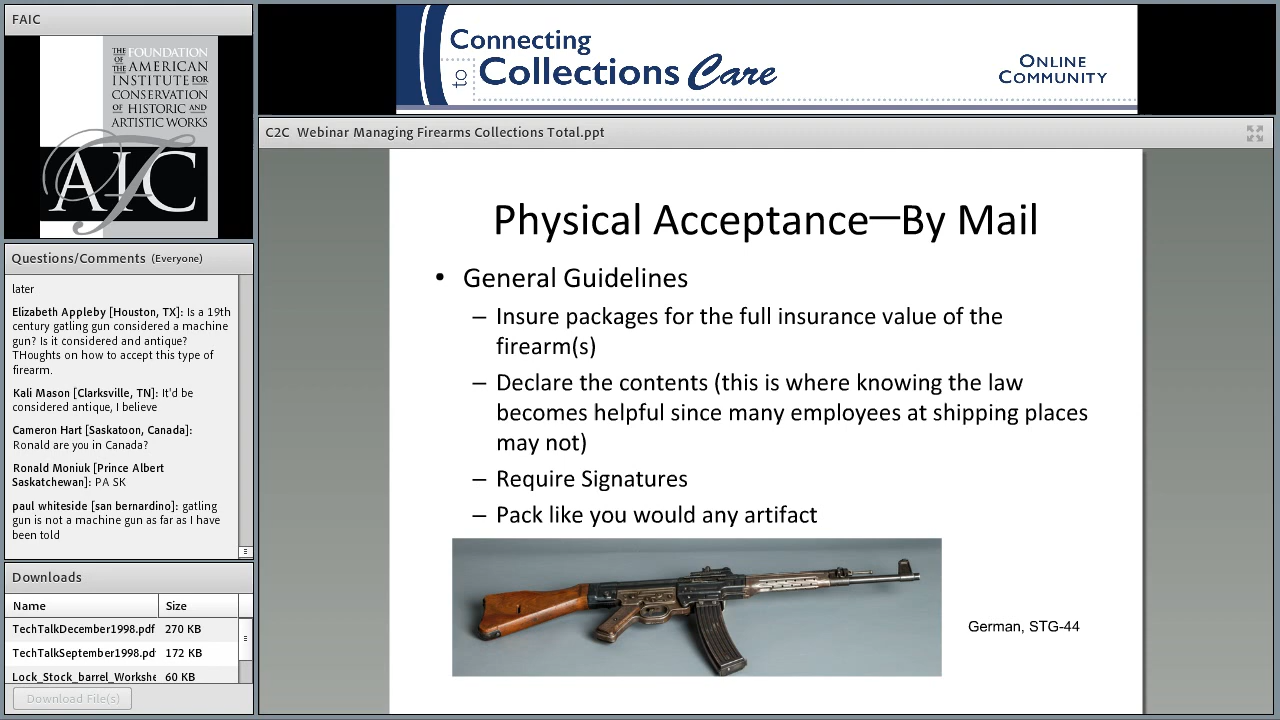 FAIC
THE FOUNDATION
OF THE AMERICAN
INSTITUTE FOR
CONSERVATION
OF HISTORIC AND
ARTISTIC WORKS
AIC
Connecting
to Collections Care
ONLINE
COMMUNITY
C2C Webinar Managing Firearms Collections Total.ppt
Questions/Comments (Everyone)
later
Elizabeth Appleby [Houston, TX]: Is a 19th
century gatling gun considered a machine
gun? Is it considered and antique?
THoughts on how to accept this type of
firearm.
Kali Mason [Clarksville, TN]: It'd be
considered antique, I believe
Cameron Hart [Saskatoon, Canada]:
Ronald are you in Canada?
Ronald Moniuk [Prince Albert
Saskatchewan]: PA SK
paul whiteside [san bernardino]: gatling
gun is not a machine gun as far as I have
been told
Downloads
Name Size
TechTalkDecember1998.pdf 270 KB
TechTalkSeptember1998.pd 172 KB
Lock_Stock_barrel_Workshe 60 KB
Download File(s)
Physical Acceptance—By Mail
• General Guidelines
– Insure packages for the full insurance value of the
firearm(s)
– Declare the contents (this is where knowing the law
becomes helpful since many employees at shipping places
may not)
– Require Signatures
– Pack like you would any artifact
German, STG-44